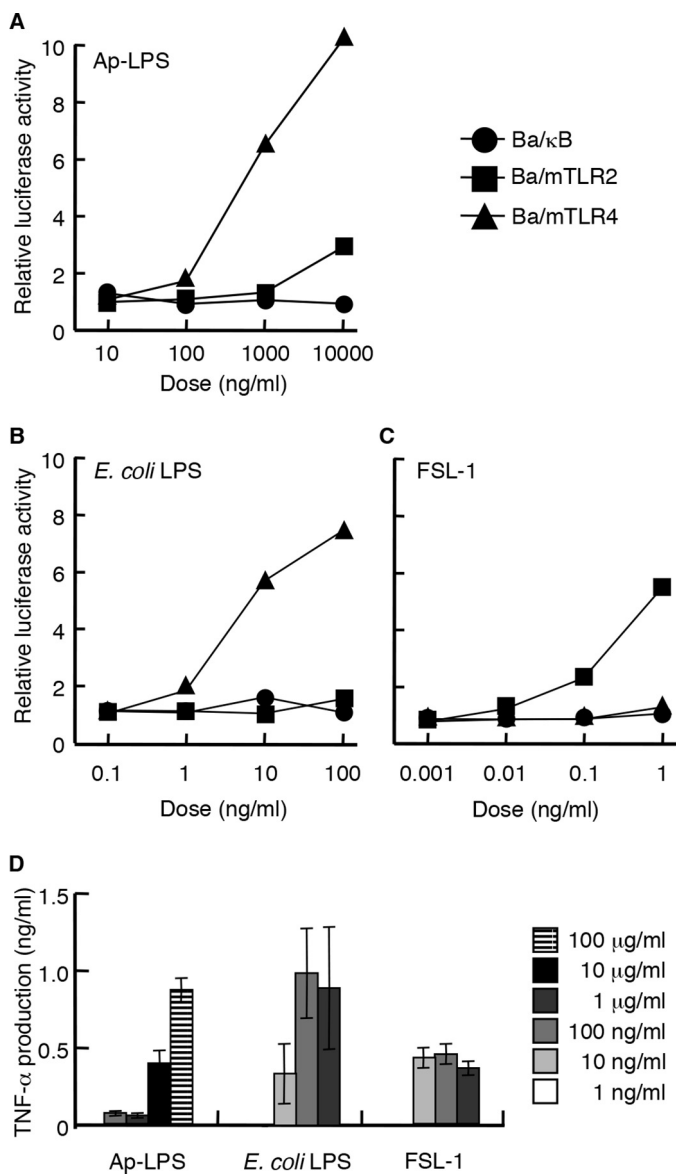 A
Ap-LPS
Relative luciferase activity
10
8
6
4
2
0
10 100 1000 10000
Dose (ng/ml)
Ba/κB
Ba/mTLR2
Ba/mTLR4
B
E. coli LPS
Relative luciferase activity
10
8
6
4
2
0
0.1 1 10 100
Dose (ng/ml)
C
FSL-1
0.001 0.01 0.1 1
Dose (ng/ml)
D
TNF-α production (ng/ml)
1.5
1.0
0.5
0
Ap-LPS E. coli LPS FSL-1
100 μg/ml
10 μg/ml
1 μg/ml
100 ng/ml
10 ng/ml
1 ng/ml